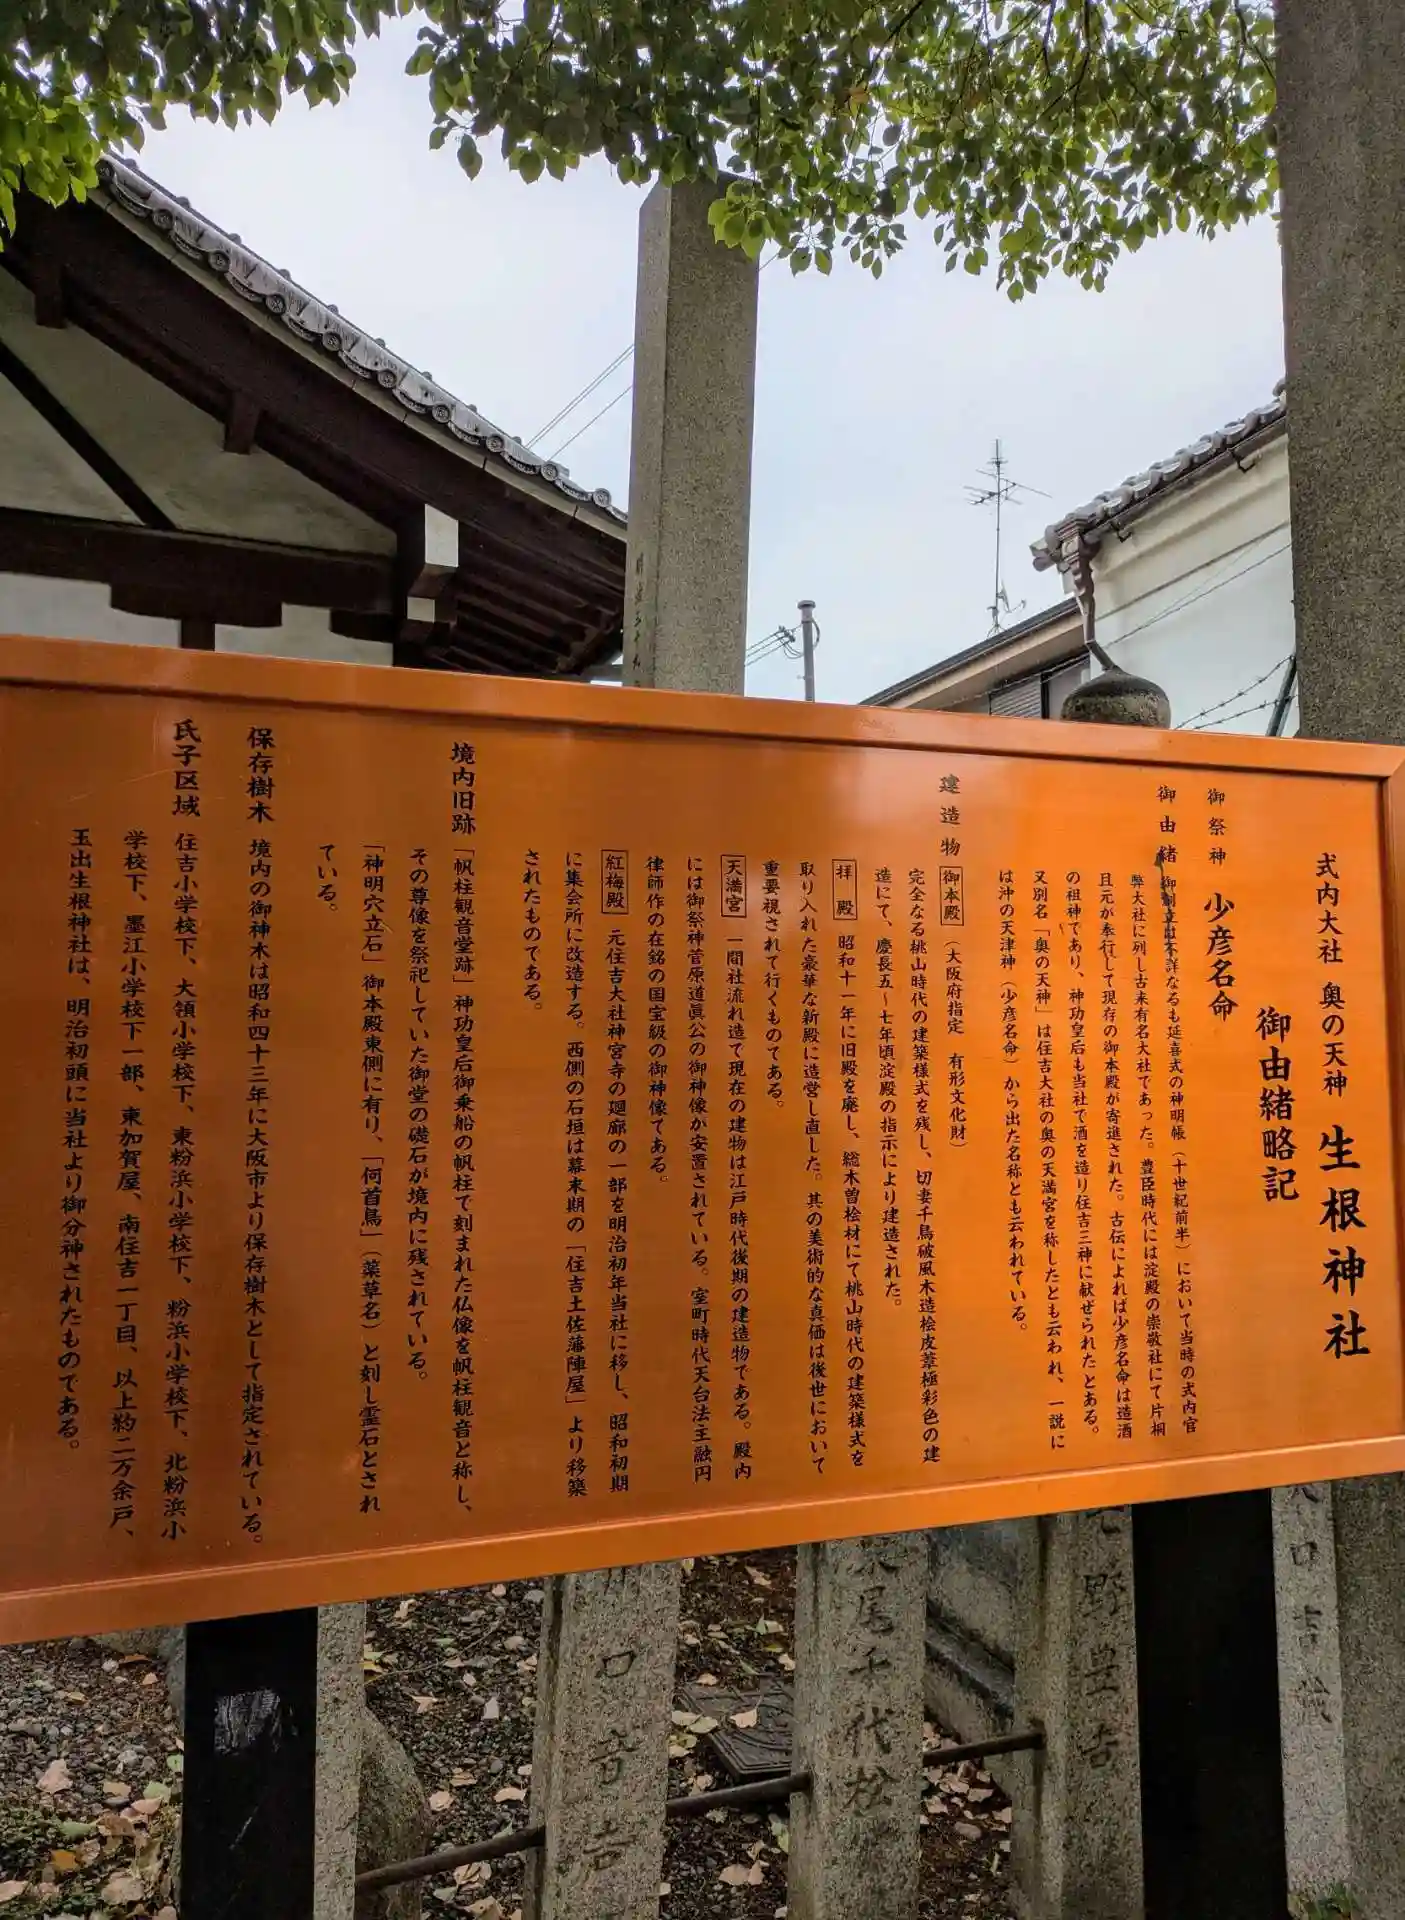 式内大社 奥の天神 生根神社
御由緒略記
御祭神 少彦名命
御由緒 御創立は不詳なるも延喜式の神明帳（十世紀前半）において当時の式内官
弊大社に列し古来有名大社であった。豊臣時代には淀殿の崇敬社にて片桐
且元が奉行して現存の御本殿が寄進された。古伝によれば少彦名命は造酒
の祖神であり、神功皇后も当社で酒を造り住吉三神に献ぜられたとある。
又別名「奥の天神」は住吉大社の奥の天満宮を称したとも云われ、一説に
は沖の天津神（少彦名命）から出た名称とも云われている。
建造物
御本殿（大阪府指定 有形文化財）
完全なる桃山時代の建築様式を残し、切妻千鳥破風木造桧皮葺極彩色の建
造にて、慶長五～七年頃淀殿の指示により建造された。
拝殿 昭和十一年に旧殿を廃し、総木曽桧材にて桃山時代の建築様式を
取り入れた豪華な新殿に造営し直した。其の美術的な真価は後世において
重要視されて行くものてある。
天満宮 一間社流れ造で現在の建物は江戸時代後期の建造物である。殿内
には御祭神菅原道眞公の御神像が安置されている。室町時代天台法主融円
律師作の在銘の国宝級の御神像てある。
紅梅殿 元住吉大社神宮寺の廻廊の一部を明治初年当社に移し、昭和初期
に集会所に改造する。西側の石垣は幕末期の「住吉土佐藩陣屋」より移築
されたものてある。
境内旧跡 「帆柱観音堂跡」神功皇后御乗船の帆柱で刻まれた仏像を帆柱観音と称し、
その尊像を祭祀していた御堂の礎石が境内に残されている。
「神明穴立石」御本殿東側に有り、「何首烏」（薬草名）と刻し霊石とされ
ている。
保存樹木 境内の御神木は昭和四十三年に大阪市より保存樹木として指定されている。
氏子区域 住吉小学校下、大領小学校下、東粉浜小学校下、粉浜小学校下、北粉浜小
学校下、墨江小学校下一部、東加賀屋、南住吉一丁目、以上約二万余戸、
玉出生根神社は、明治初頭に当社より御分神されたものである。
口吉
野豊吉
尾千代松
口音吉